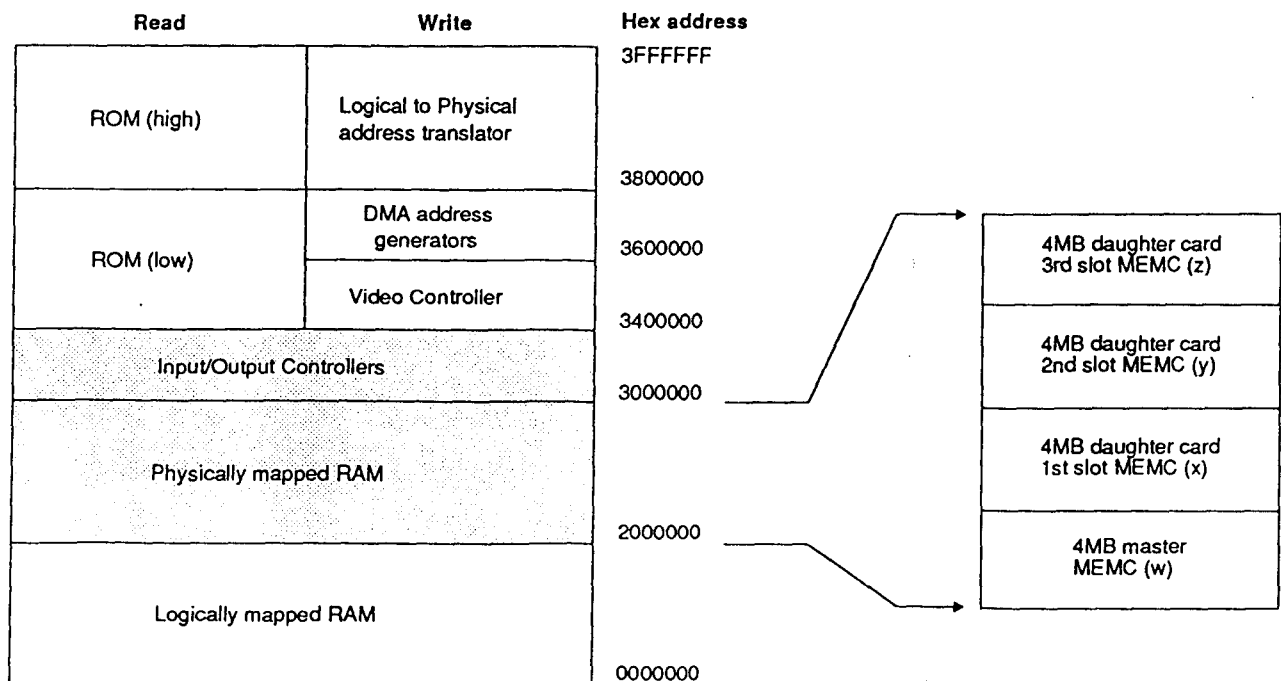 Read
Write
Hex address
3FFFFFF
ROM (high)
Logical to Physical
address translator
3800000
DMA address
generators
3600000
ROM (low)
Video Controller
3400000
Input/Output Controllers
3000000
Physically mapped RAM
2000000
Logically mapped RAM
0000000
4MB daughter card
3rd slot MEMC (z)
4MB daughter card
2nd slot MEMC (y)
4MB daughter card
1st slot MEMC (x)
4MB master
MEMC (w)